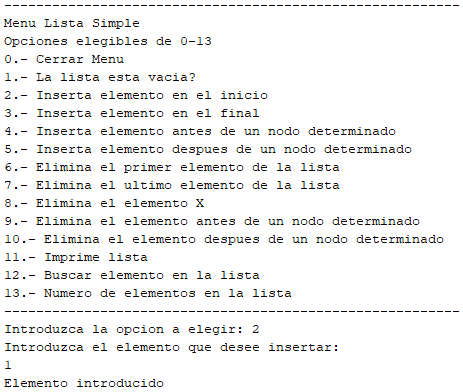 ---------------------------------------------------------
Menu Lista Simple
Opciones elegibles de 0-13
0.- Cerrar Menu
1.- La lista esta vacia?
2.- Inserta elemento en el inicio
3.- Inserta elemento en el final
4.- Inserta elemento antes de un nodo determinado
5.- Inserta elemento despues de un nodo determinado
6.- Elimina el primer elemento de la lista
7.- Elimina el ultimo elemento de la lista
8.- Elimina el elemento X
9.- Elimina el elemento antes de un nodo determinado
10.- Elimina el elemento despues de un nodo determinado
11.- Imprime lista
12.- Buscar elemento en la lista
13.- Numero de elementos en la lista
---------------------------------------------------------
Introduzca la opcion a elegir: 2
Introduzca el elemento que desee insertar:
1
Elemento introducido